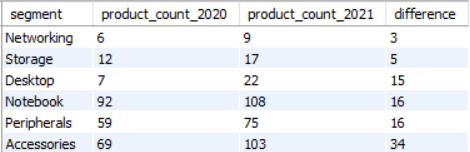 segment product_count_2020 product_count_2021 difference
Networking 6 9 3
Storage 12 17 5
Desktop 7 22 15
Notebook 92 108 16
Peripherals 59 75 16
Accessories 69 103 34